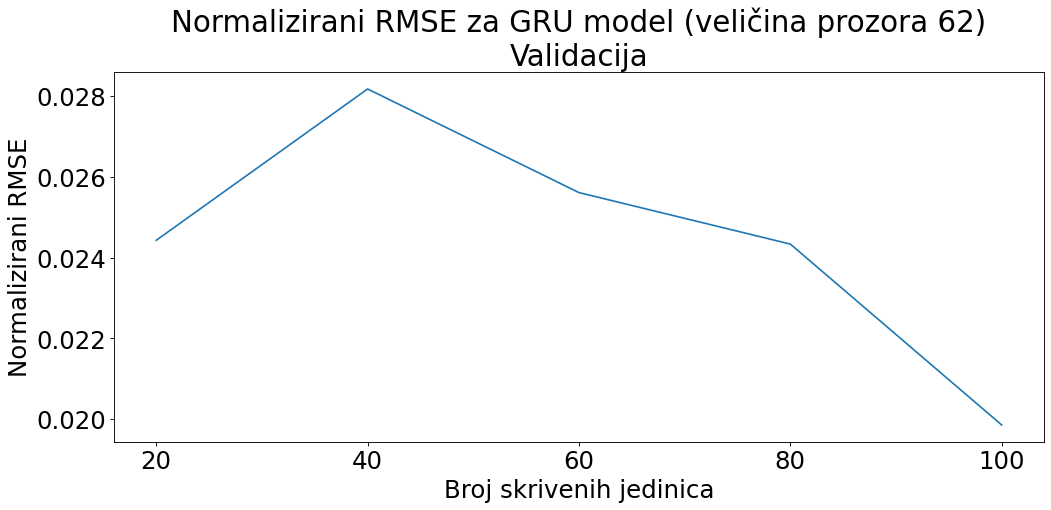 Normalizirani RMSE za GRU model (veličina prozora 62)
Validacija
Normalizirani RMSE
0.028
0.026
0.024
0.022
0.020
20 40 60 80 100
Broj skrivenih jedinica